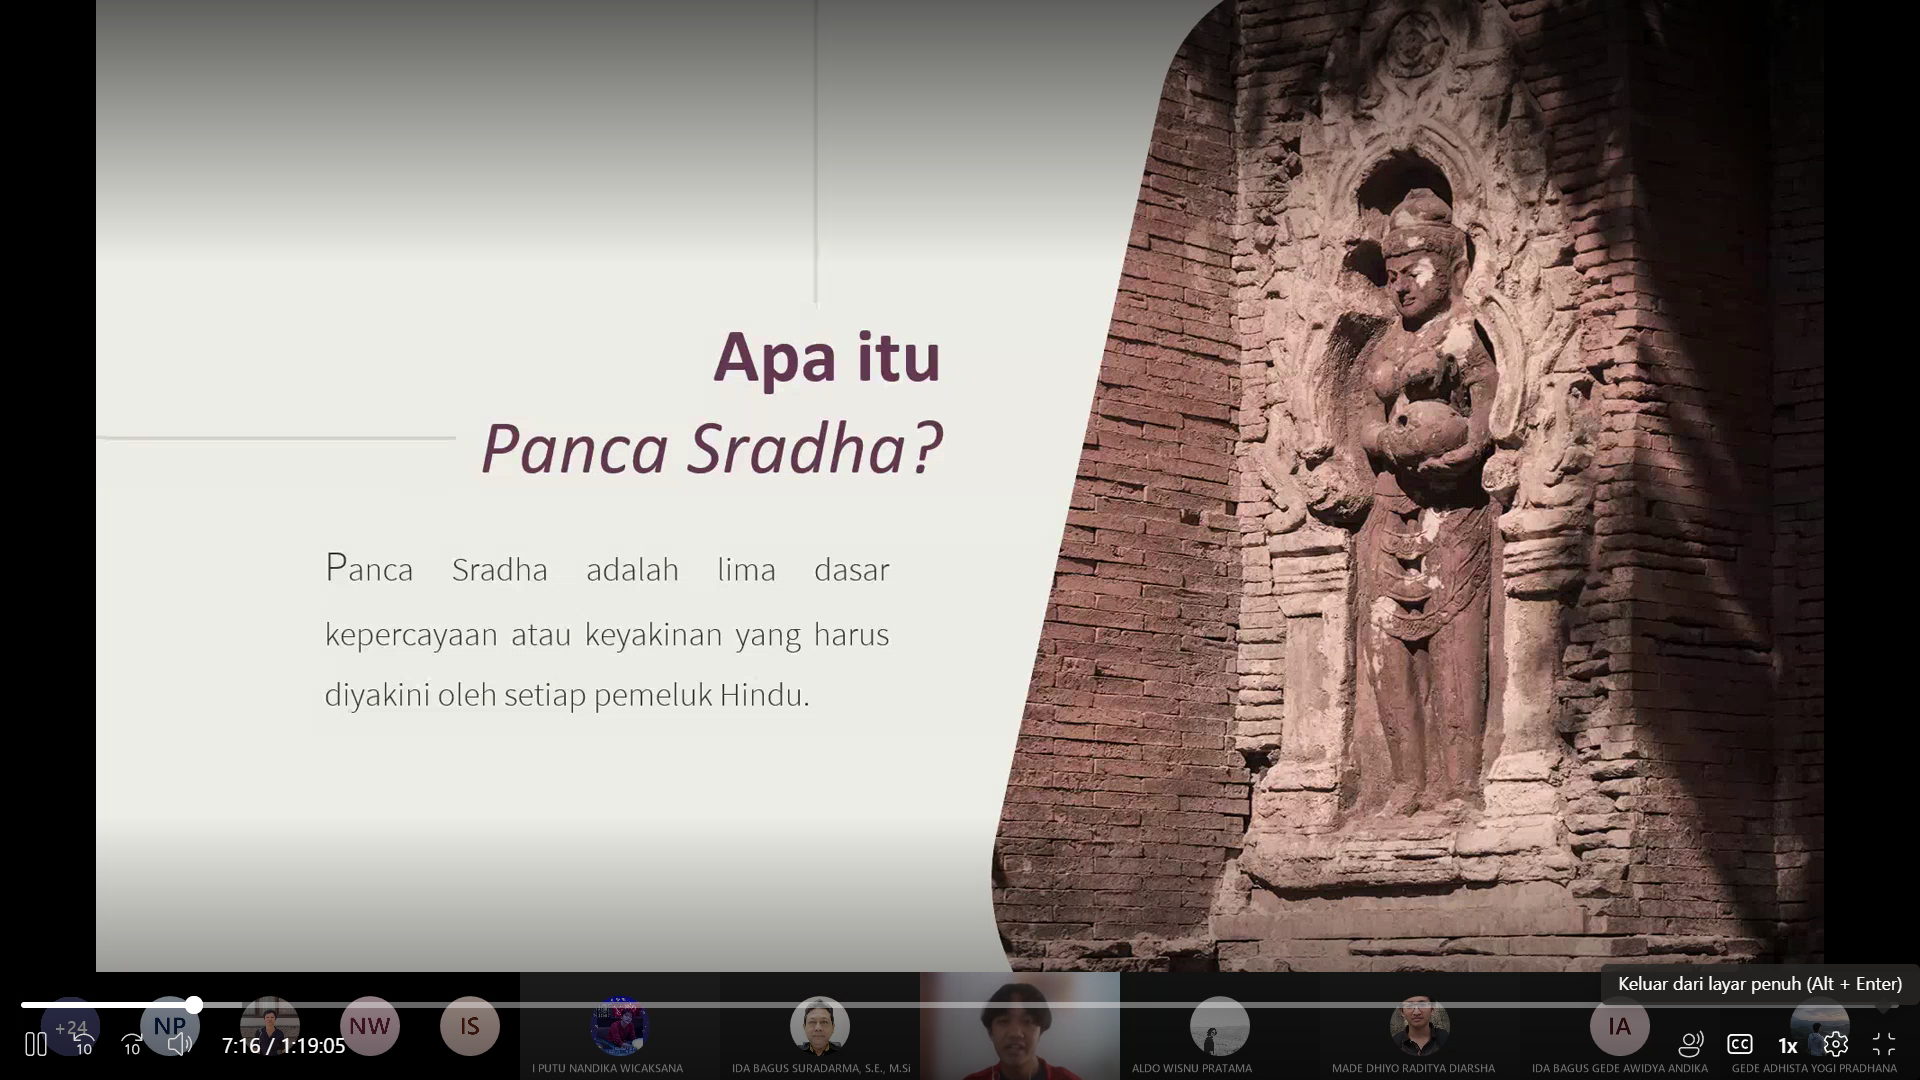 Apa itu
Panca Sradha?
Panca Sradha adalah lima dasar
kepercayaan atau keyakinan yang harus
diyakini oleh setiap pemeluk Hindu.
Keluar dari layar penuh (Alt + Enter)
+24
NP
NW
IS
IA
10
10
7:16 / 1:19:05
CC
1x
I PUTU NANDIKA WICAKSANA
IDA BAGUS SURADARMA, S.E., M.Si
ALDO WISNU PRATAMA
MADE DHIYO RADITYA DIARSHA
IDA BAGUS GEDE AWIDYA ANDIKA
GEDE ADHISTA YOGI PRADHANA